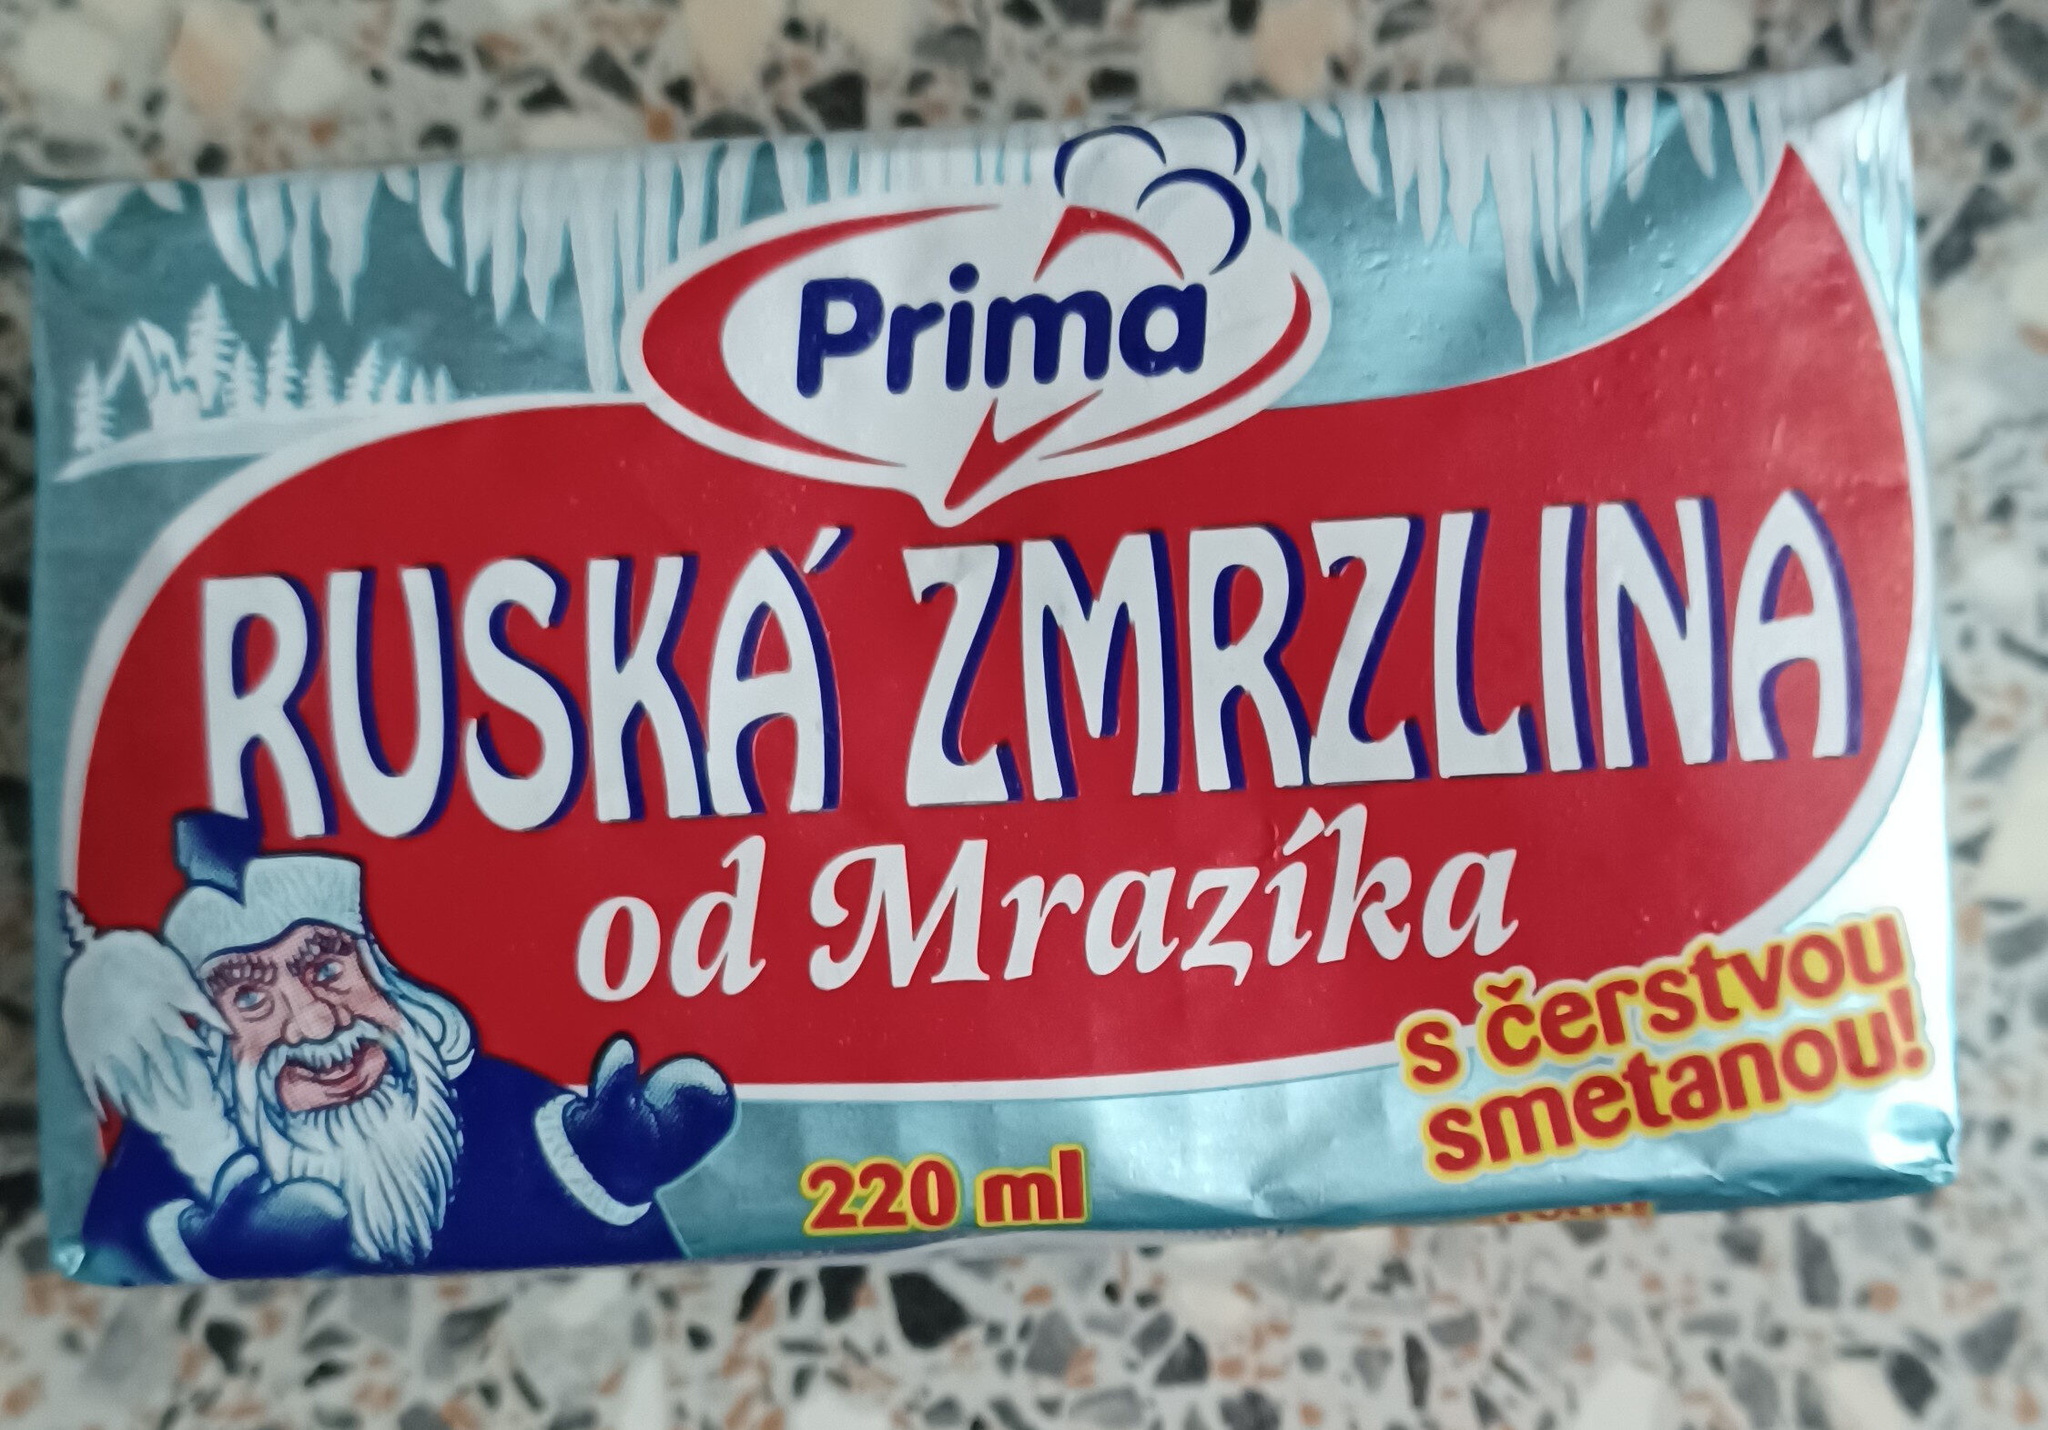 Prima
RUSKÁ ZMRZLINA
od Mrazíka
s čerstvou
smetanou!
220 ml